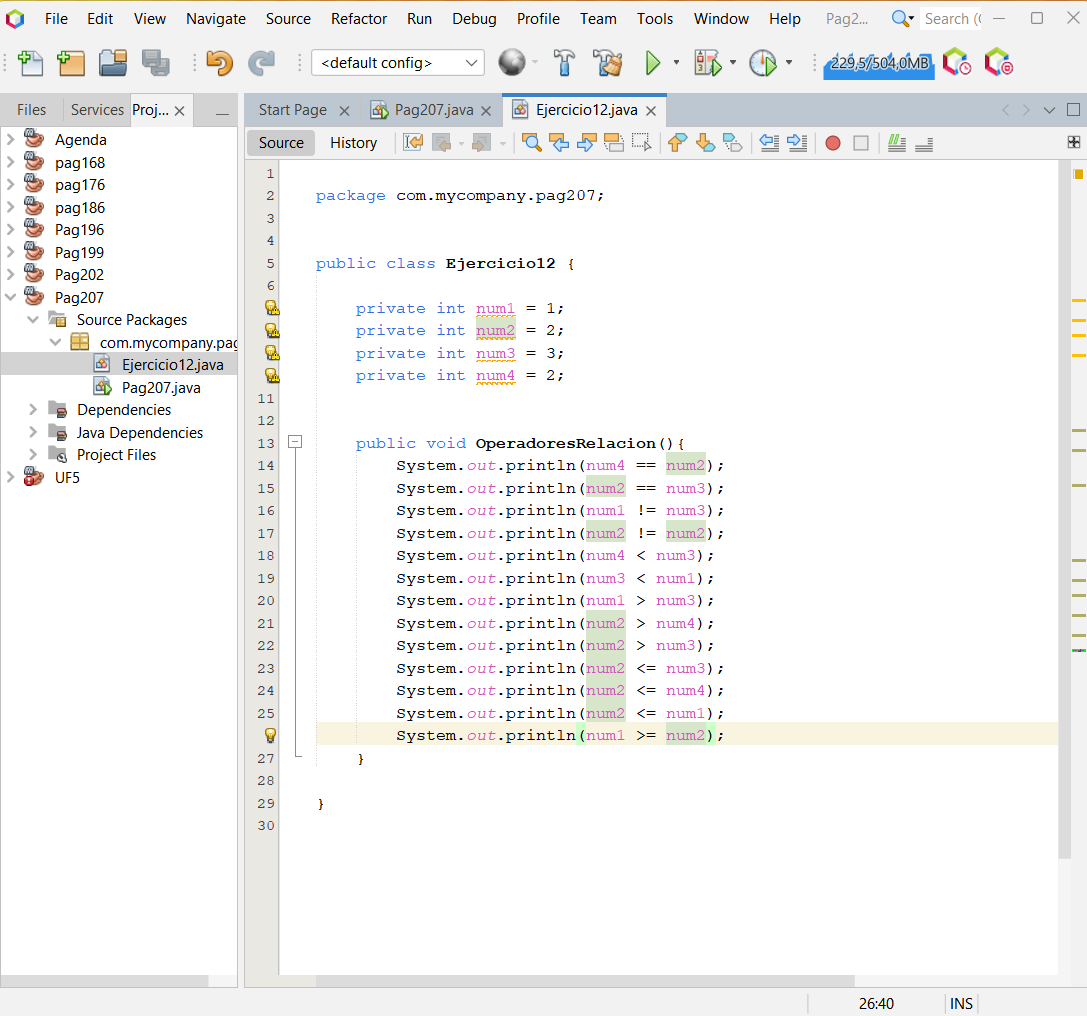 File Edit View Navigate Source Refactor Run Debug Profile Team Tools Window Help Pag2... Search (
<default config> 229,5/504,0MB
Files Services Proj...
Start Page Pag207.java Ejercicio12.java
Source History
Agenda
pag168
pag176
pag186
Pag196
Pag199
Pag202
Pag207
Source Packages
com.mycompany.pag
Ejercicio12.java
Pag207.java
Dependencies
Java Dependencies
Project Files
UF5
1
2 package com.mycompany.pag207;
3
4
5 public class Ejercicio12 {
6
private int num1 = 1;
private int num2 = 2;
private int num3 = 3;
private int num4 = 2;
11
12
13 public void OperadoresRelacion(){
14 System.out.println(num4 == num2);
15 System.out.println(num2 == num3);
16 System.out.println(num1 != num3);
17 System.out.println(num2 != num2);
18 System.out.println(num4 < num3);
19 System.out.println(num3 < num1);
20 System.out.println(num1 > num3);
21 System.out.println(num2 > num4);
22 System.out.println(num2 > num3);
23 System.out.println(num2 <= num3);
24 System.out.println(num2 <= num4);
25 System.out.println(num2 <= num1);
System.out.println(num1 >= num2);
27 }
28
29 }
30
26:40 INS